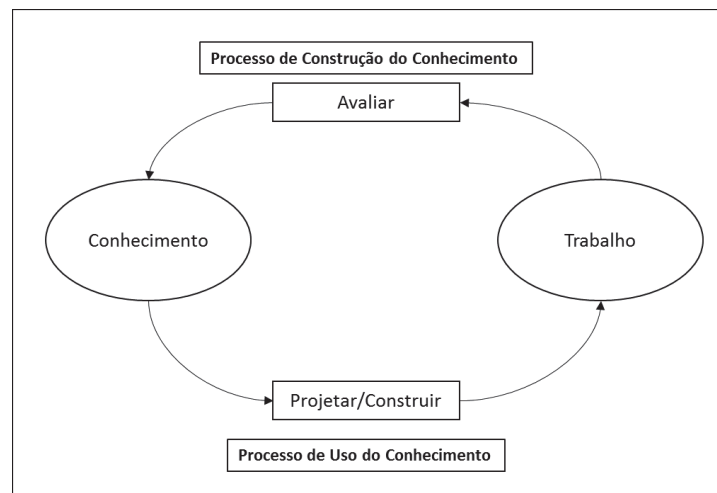 Processo de Construção do Conhecimento
Avaliar
Conhecimento
Trabalho
Projetar/Construir
Processo de Uso do Conhecimento